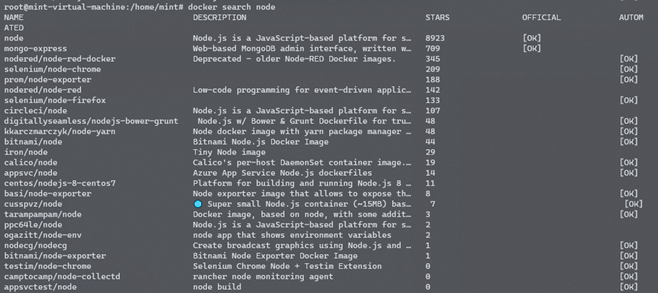 root@mint-virtual-machine:/home/mint# docker search node
NAME DESCRIPTION STARS OFFICIAL AUTOM
ATED
node Node.js is a JavaScript-based platform for s… 8923 [OK]
mongo-express Web-based MongoDB admin interface, written w… 709 [OK]
nodered/node-red-docker Deprecated - older Node-RED Docker images. 345 [OK]
selenium/node-chrome 209 [OK]
prom/node-exporter 188 [OK]
nodered/node-red Low-code programming for event-driven applic… 142
selenium/node-firefox 133 [OK]
circleci/node Node.js is a JavaScript-based platform for s… 107
digitallyseamless/nodejs-bower-grunt Node.js w/ Bower & Grunt Dockerfile for tru… 48 [OK]
kkarczmarczyk/node-yarn Node docker image with yarn package manager … 48 [OK]
bitnami/node Bitnami Node.js Docker Image 44 [OK]
iron/node Tiny Node image 29
calico/node Calico's per-host DaemonSet container image.… 19 [OK]
appsvc/node Azure App Service Node.js dockerfiles 14 [OK]
centos/nodejs-8-centos7 Platform for building and running Node.js 8 … 11
basi/node-exporter Node exporter image that allows to expose th… 8 [OK]
cusspvz/node Super small Node.js container (~15MB) bas… 7 [OK]
tarampampam/node Docker image, based on node, with some addit… 3 [OK]
ppc64le/node Node.js is a JavaScript-based platform for s… 2
ogazitt/node-env node app that shows environment variables 2
nodecg/nodecg Create broadcast graphics using Node.js and … 1 [OK]
bitnami/node-exporter Bitnami Node Exporter Docker Image 1 [OK]
testim/node-chrome Selenium Chrome Node + Testim Extension 0 [OK]
camptocamp/node-collectd rancher node monitoring agent 0 [OK]
appsvctest/node node build 0 [OK]